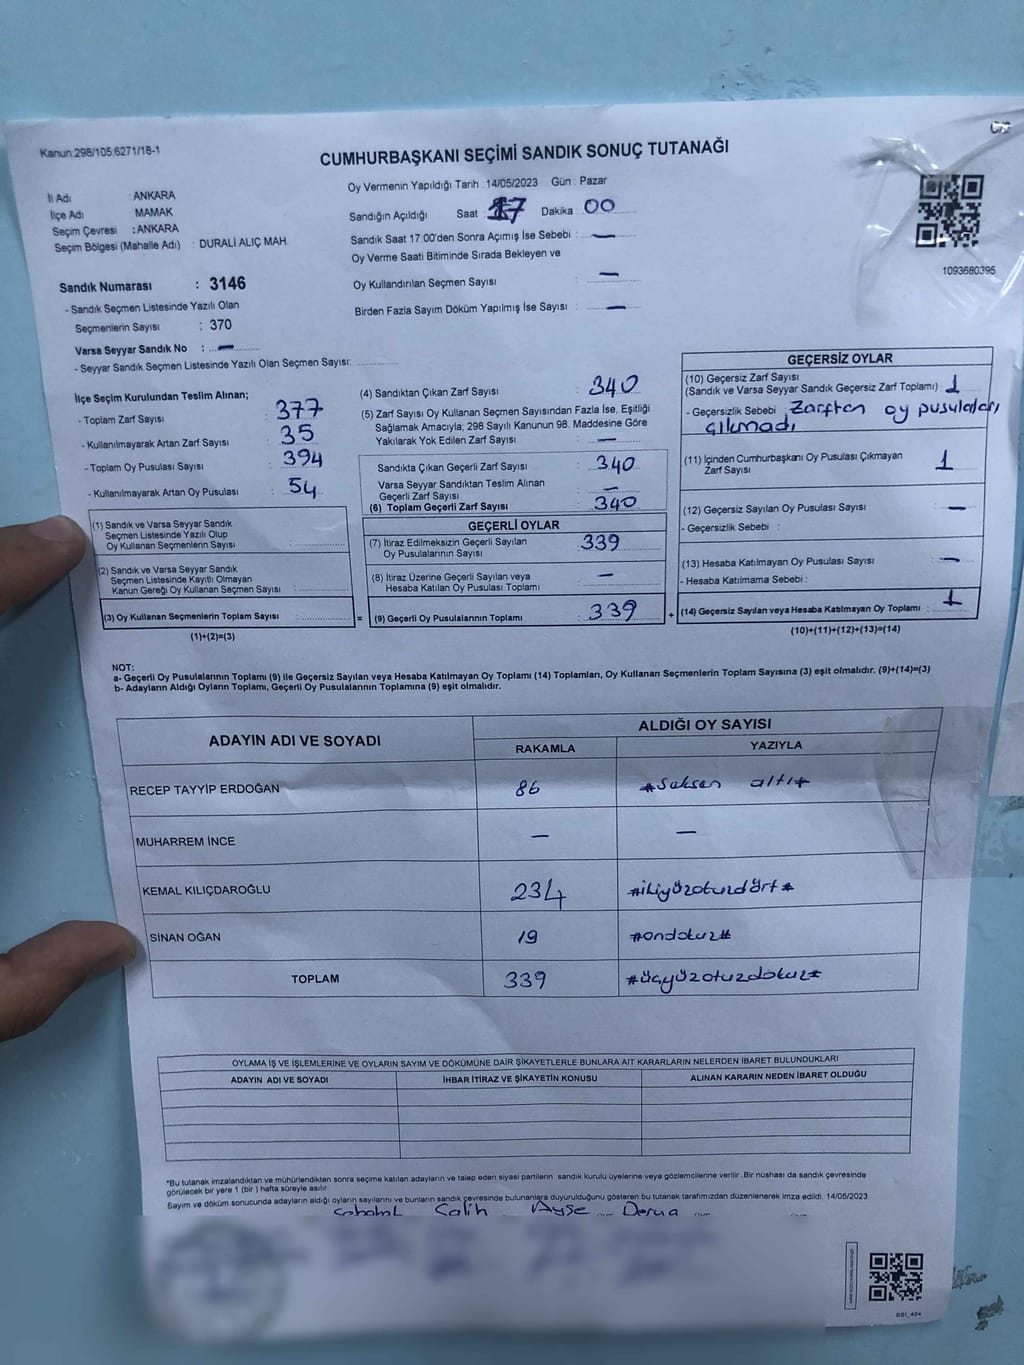 Kanun:298/105,6271/18-1
CUMHURBAŞKANI SEÇİMİ SANDIK SONUÇ TUTANAĞI
Oy Vermenin Yapıldığı Tarih : 14/05/2023 Gün : Pazar
İl Adı : ANKARA
İlçe Adı : MAMAK
Seçim Çevresi : ANKARA
Seçim Bölgesi (Mahalle Adı) : DURALİ ALIÇ MAH.
Sandığın Açıldığı Saat 17 Dakika 00
Sandık Saat 17.00'den Sonra Açımış İse Sebebi : —
Oy Verme Saati Bitiminde Sırada Bekleyen ve
Oy Kullandırılan Seçmen Sayısı : —
Birden Fazla Sayım Döküm Yapılmış İse Sayısı : —
1093680395
Sandık Numarası : 3146
- Sandık Seçmen Listesinde Yazılı Olan
Seçmenlerin Sayısı : 370
Varsa Seyyar Sandık No : —
- Seyyar Sandık Seçmen Listesinde Yazılı Olan Seçmen Sayısı:
İlçe Seçim Kurulundan Teslim Alınan;
- Toplam Zarf Sayısı : 377
- Kullanılmayarak Artan Zarf Sayısı : 35
- Toplam Oy Pusulası Sayısı : 394
- Kullanılmayarak Artan Oy Pusulası : 54
(1) Sandık ve Varsa Seyyar Sandık
Seçmen Listesinde Yazılı Olup
Oy Kullanan Seçmenlerin Sayısı :
(2) Sandık ve Varsa Seyyar Sandık
Seçmen Listesinde Kayıtlı Olmayan
Kanun Gereği Oy Kullanan Seçmen Sayısı :
(3) Oy Kullanan Seçmenlerin Toplam Sayısı :
(1)+(2)=(3)
(4) Sandıktan Çıkan Zarf Sayısı : 340
(5) Zarf Sayısı Oy Kullanan Seçmen Sayısından Fazla İse, Eşitliği
Sağlamak Amacıyla; 298 Sayılı Kanunun 98. Maddesine Göre
Yakılarak Yok Edilen Zarf Sayısı : —
Sandıkta Çıkan Geçerli Zarf Sayısı : 340
Varsa Seyyar Sandıktan Teslim Alınan
Geçerli Zarf Sayısı : —
(6) Toplam Geçerli Zarf Sayısı : 340
GEÇERLİ OYLAR
(7) İtiraz Edilmeksizin Geçerli Sayılan
Oy Pusulalarının Sayısı : 339
(8) İtiraz Üzerine Geçerli Sayılan veya
Hesaba Katılan Oy Pusulası Toplamı : —
= (9) Geçerli Oy Pusulalarının Toplamı : 339 +
GEÇERSİZ OYLAR
(10) Geçersiz Zarf Sayısı
(Sandık ve Varsa Seyyar Sandık Geçersiz Zarf Toplamı) : 1
- Geçersizlik Sebebi : Zarftan oy pusulaları
çıkmadı
(11) İçinden Cumhurbaşkanı Oy Pusulası Çıkmayan
Zarf Sayısı : 1
(12) Geçersiz Sayılan Oy Pusulası Sayısı : —
- Geçersizlik Sebebi :
(13) Hesaba Katılmayan Oy Pusulası Sayısı : —
- Hesaba Katılmama Sebebi :
(14) Geçersiz Sayılan veya Hesaba Katılmayan Oy Toplamı : 1
(10)+(11)+(12)+(13)=(14)
NOT:
a- Geçerli Oy Pusulalarının Toplamı (9) ile Geçersiz Sayılan veya Hesaba Katılmayan Oy Toplamı (14) Toplamları, Oy Kullanan Seçmenlerin Toplam Sayısına (3) eşit olmalıdır. (9)+(14)=(3)
b- Adayların Aldığı Oyların Toplamı, Geçerli Oy Pusulalarının Toplamına (9) eşit olmalıdır.
ADAYIN ADI VE SOYADI ALDIĞI OY SAYISI
RAKAMLA YAZIYLA
RECEP TAYYİP ERDOĞAN 86 #Seksen altı#
MUHARREM İNCE — —
KEMAL KILIÇDAROĞLU 234 #ikiyüzotuzdört#
SİNAN OĞAN 19 #ondokuz#
TOPLAM 339 #üçyüzotuzdokuz#
OYLAMA İŞ VE İŞLEMLERİNE VE OYLARIN SAYIM VE DÖKÜMÜNE DAİR ŞİKAYETLERLE BUNLARA AİT KARARLARIN NELERDEN İBARET BULUNDUKLARI
ADAYIN ADI VE SOYADI İHBAR İTİRAZ VE ŞİKAYETİN KONUSU ALINAN KARARIN NEDEN İBARET OLDUĞU
*Bu tutanak imzalandıktan ve mühürlendikten sonra seçime katılan adayların ve talep eden siyasi partilerin sandık kurulu üyelerine veya gözlemcilerine verilir. Bir nüshası da sandık çevresinde
görülecek bir yere 1 (bir) hafta süreyle asılır.
Sayım ve döküm sonucunda adayların aldığı oyların sayılarını ve bunların sandık çevresinde bulunanlara duyurulduğunu gösteren bu tutanak tarafımızdan düzenlenerek imza edildi. 14/05/2023
Salih Ayşe Derya